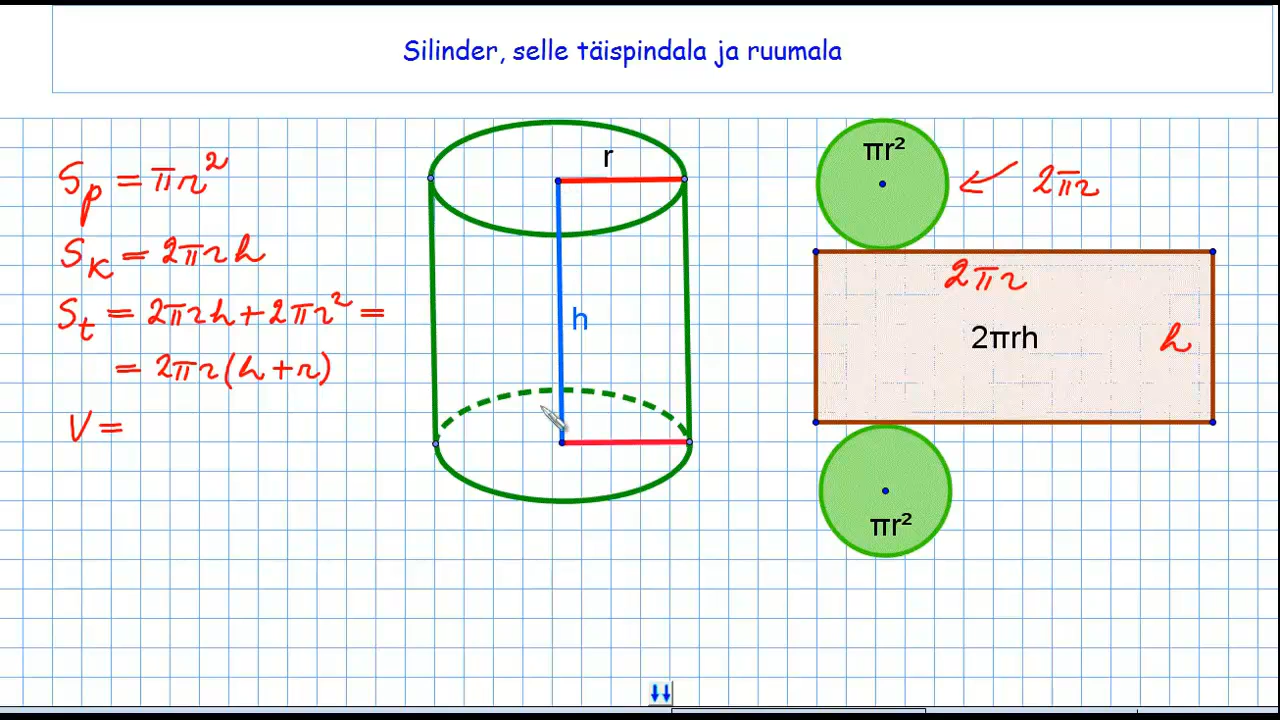 Silinder, selle täispindala ja ruumala
Sp = πr²
Sk = 2πrh
St = 2πrh + 2πr² =
= 2πr(h + r)
V =
r
h
πr²
2πr
2πr
2πrh
h
πr²